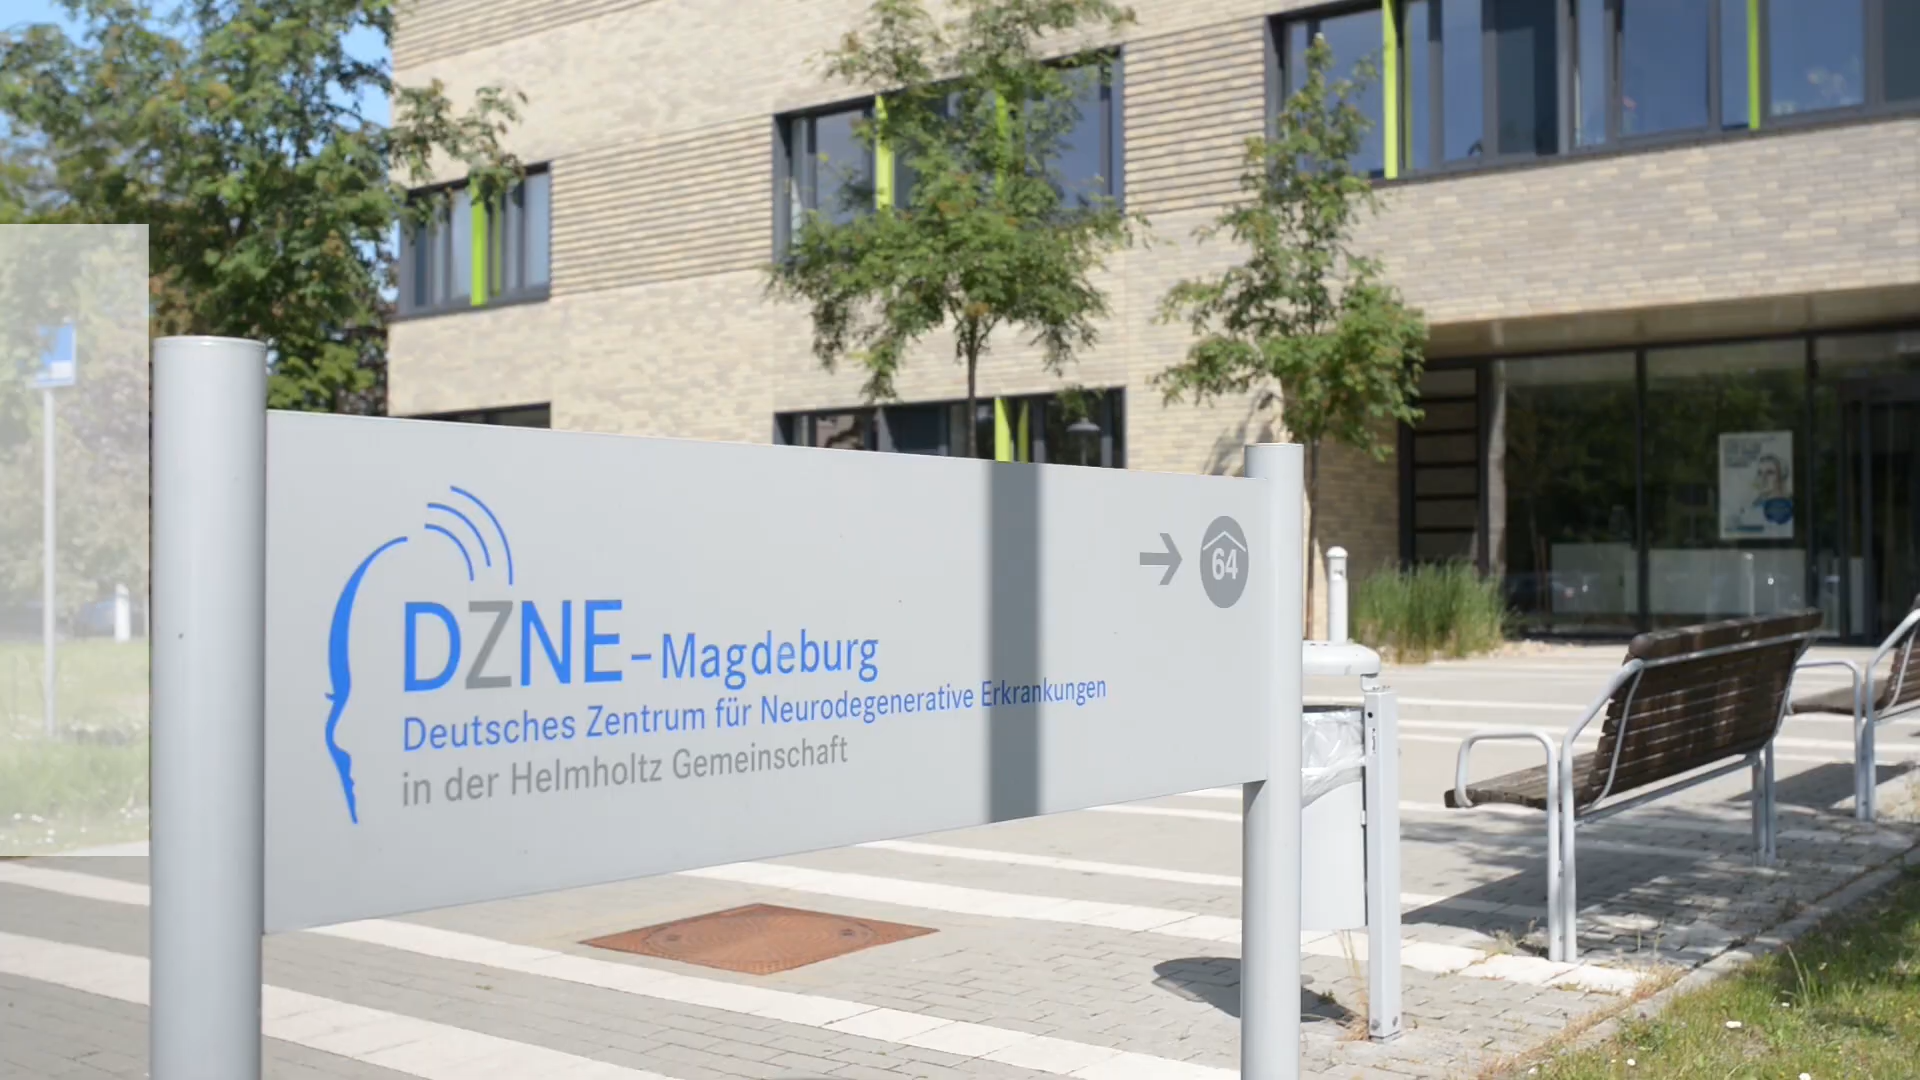 DZNE – Magdeburg
Deutsches Zentrum für Neurodegenerative Erkrankungen
in der Helmholtz Gemeinschaft
64